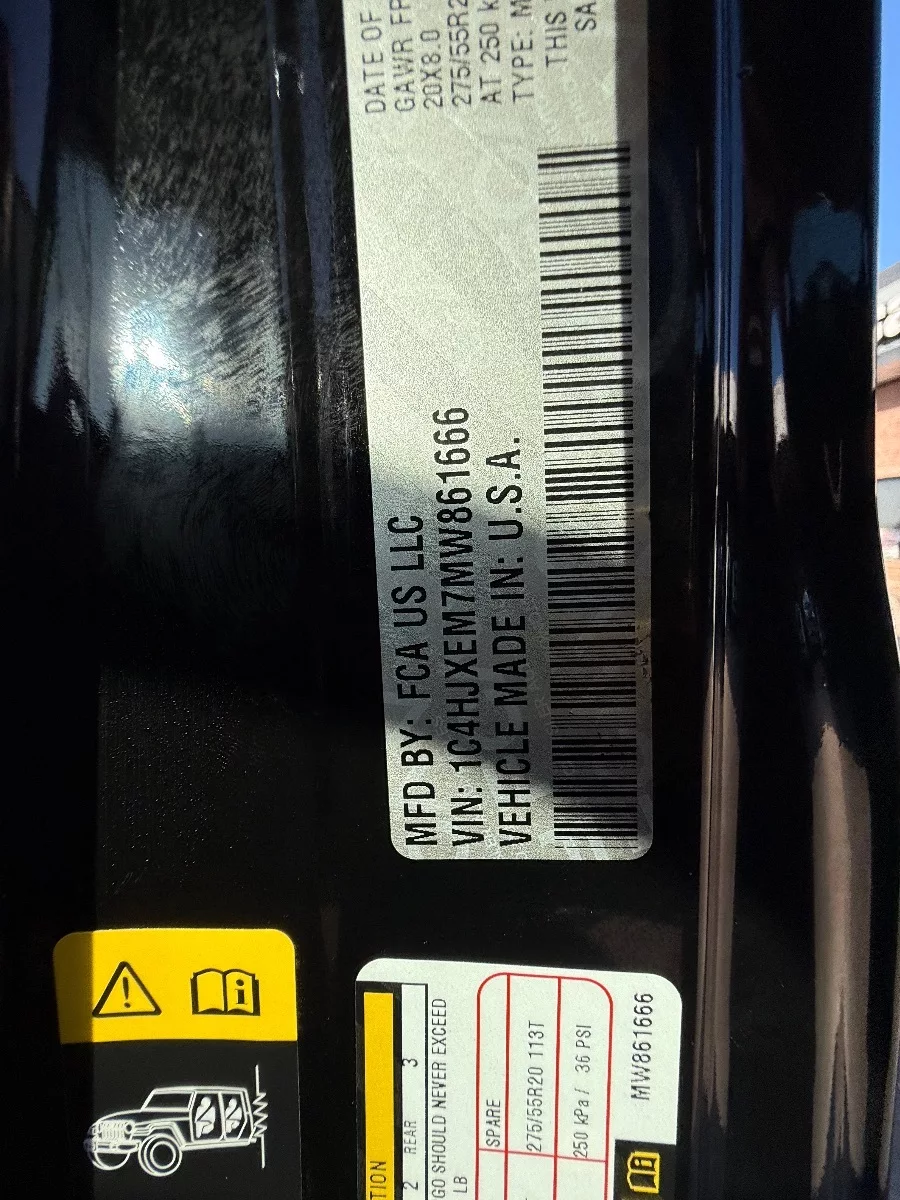 MFD BY: FCA US LLC
VIN: 1C4HJXEM7MW861666
VEHICLE MADE IN: U.S.A.
DATE OF
GAWR FR
20X8.0
275/55R2
AT 250 k
TYPE: M
THIS
SA
TION
2 REAR 3
GO SHOULD NEVER EXCEED
LB
SPARE
275/55R20 113T
250 kPa / 36 PSI
MW861666